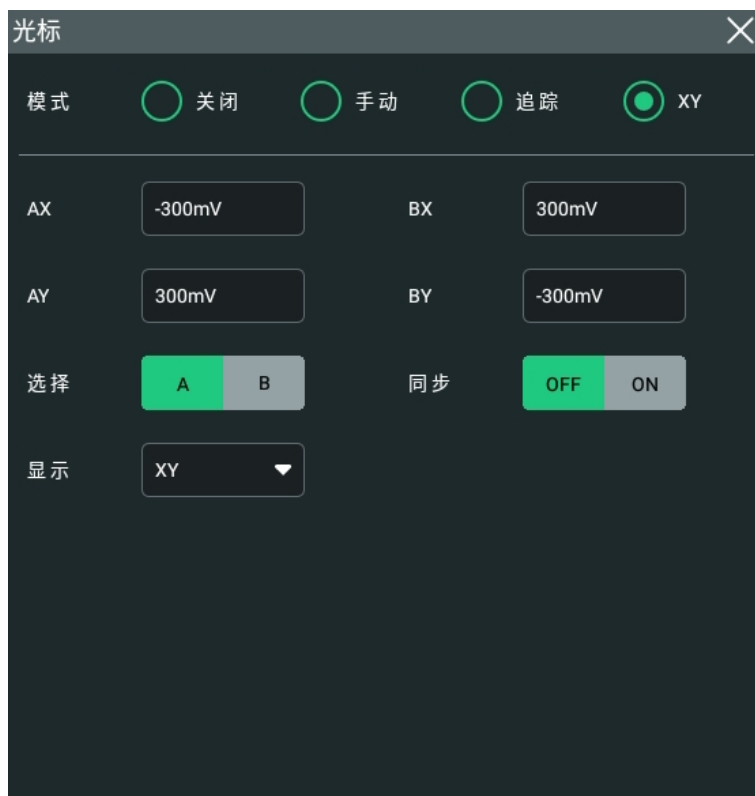 光标
模式 关闭 手动 追踪 XY
AX -300mV BX 300mV
AY 300mV BY -300mV
选择 A B 同步 OFF ON
显示 XY